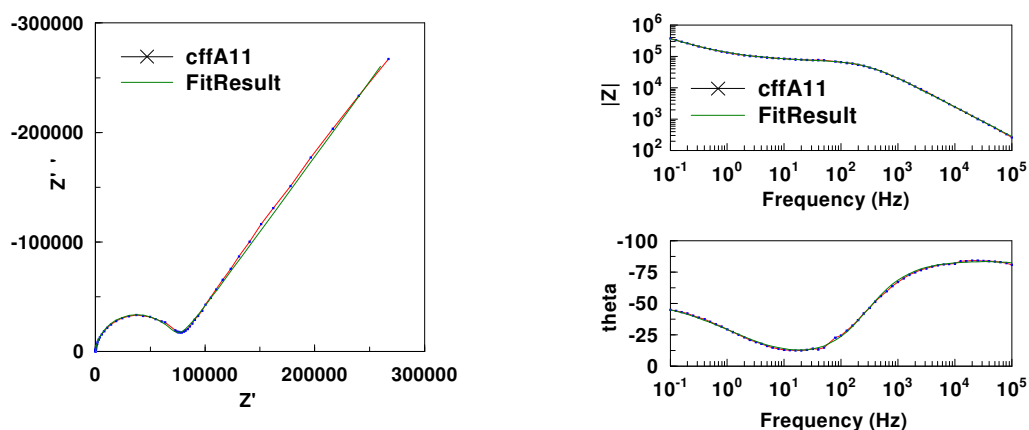 -300000
-200000
-100000
0
0 100000 200000 300000
Z' '
Z'
cffA11
FitResult
10^6
10^5
10^4
10^3
10^2
10^-1 10^0 10^1 10^2 10^3 10^4 10^5
|Z|
Frequency (Hz)
cffA11
FitResult
-100
-75
-50
-25
0
10^-1 10^0 10^1 10^2 10^3 10^4 10^5
theta
Frequency (Hz)